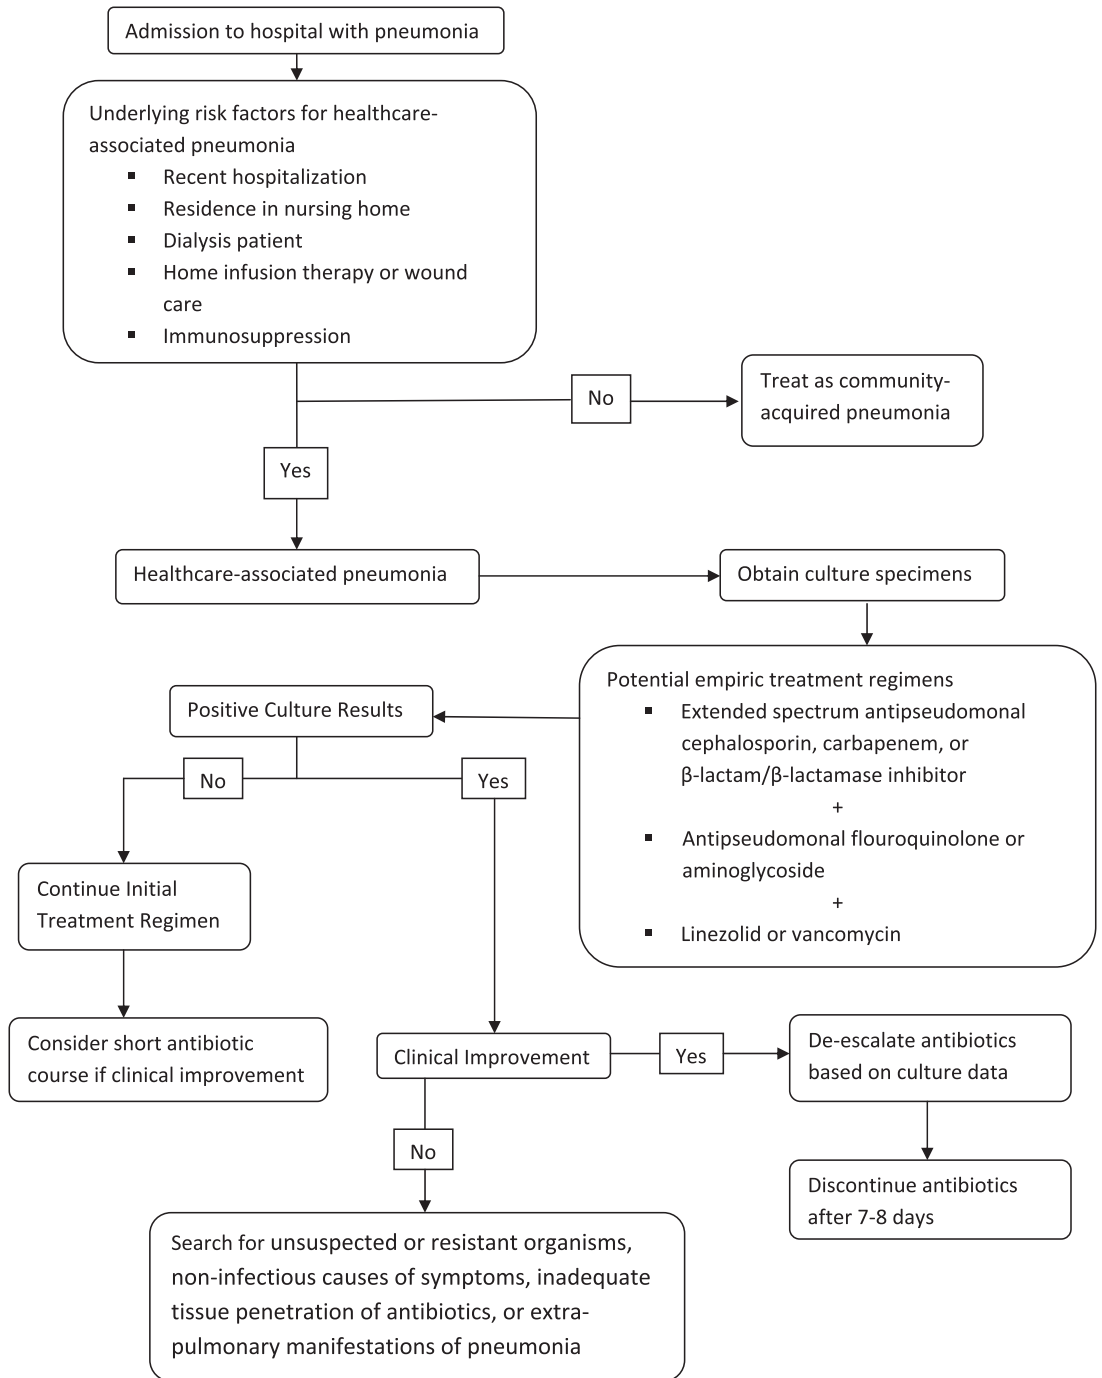 Admission to hospital with pneumonia
Underlying risk factors for healthcare-
associated pneumonia
▪ Recent hospitalization
▪ Residence in nursing home
▪ Dialysis patient
▪ Home infusion therapy or wound
care
▪ Immunosuppression
No
Treat as community-
acquired pneumonia
Yes
Healthcare-associated pneumonia
Obtain culture specimens
Potential empiric treatment regimens
▪ Extended spectrum antipseudomonal
cephalosporin, carbapenem, or
β-lactam/β-lactamase inhibitor
+
▪ Antipseudomonal flouroquinolone or
aminoglycoside
+
▪ Linezolid or vancomycin
Positive Culture Results
No
Yes
Continue Initial
Treatment Regimen
Consider short antibiotic
course if clinical improvement
Clinical Improvement
Yes
De-escalate antibiotics
based on culture data
No
Discontinue antibiotics
after 7-8 days
Search for unsuspected or resistant organisms,
non-infectious causes of symptoms, inadequate
tissue penetration of antibiotics, or extra-
pulmonary manifestations of pneumonia